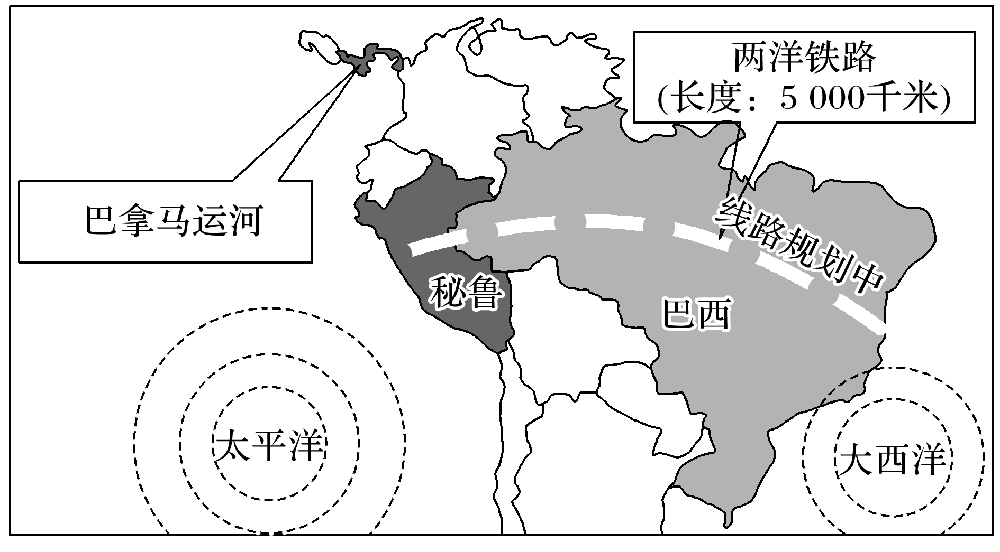 两洋铁路
(长度：5 000千米)
巴拿马运河
线路规划中
秘鲁
巴西
太平洋
大西洋